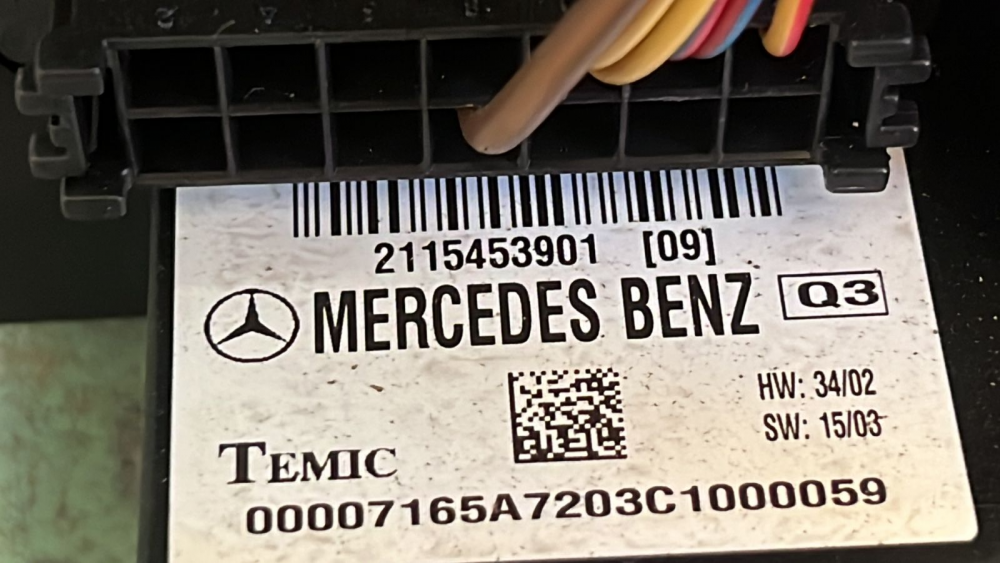 2115453901 [09]
MERCEDES BENZ Q3
HW: 34/02
SW: 15/03
TEMIC
00007165A7203C1000059